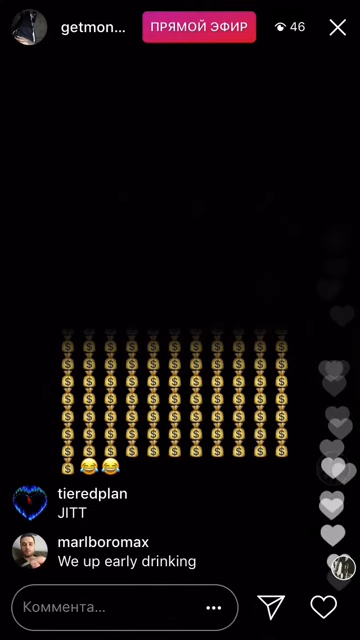 getmon...
ПРЯМОЙ ЭФИР
46
tieredplan
JITT
marlboromax
We up early drinking
Коммента...